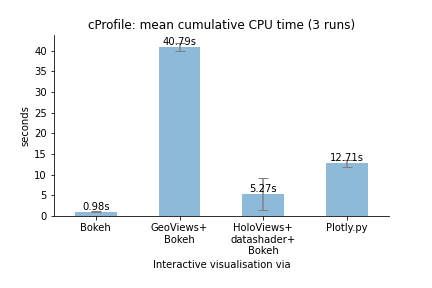 cProfile: mean cumulative CPU time (3 runs)
40.79s
40
35
30
25
20
15
10
5
0
seconds
0.98s
5.27s
12.71s
Bokeh
GeoViews+
Bokeh
HoloViews+
datashader+
Bokeh
Plotly.py
Interactive visualisation via